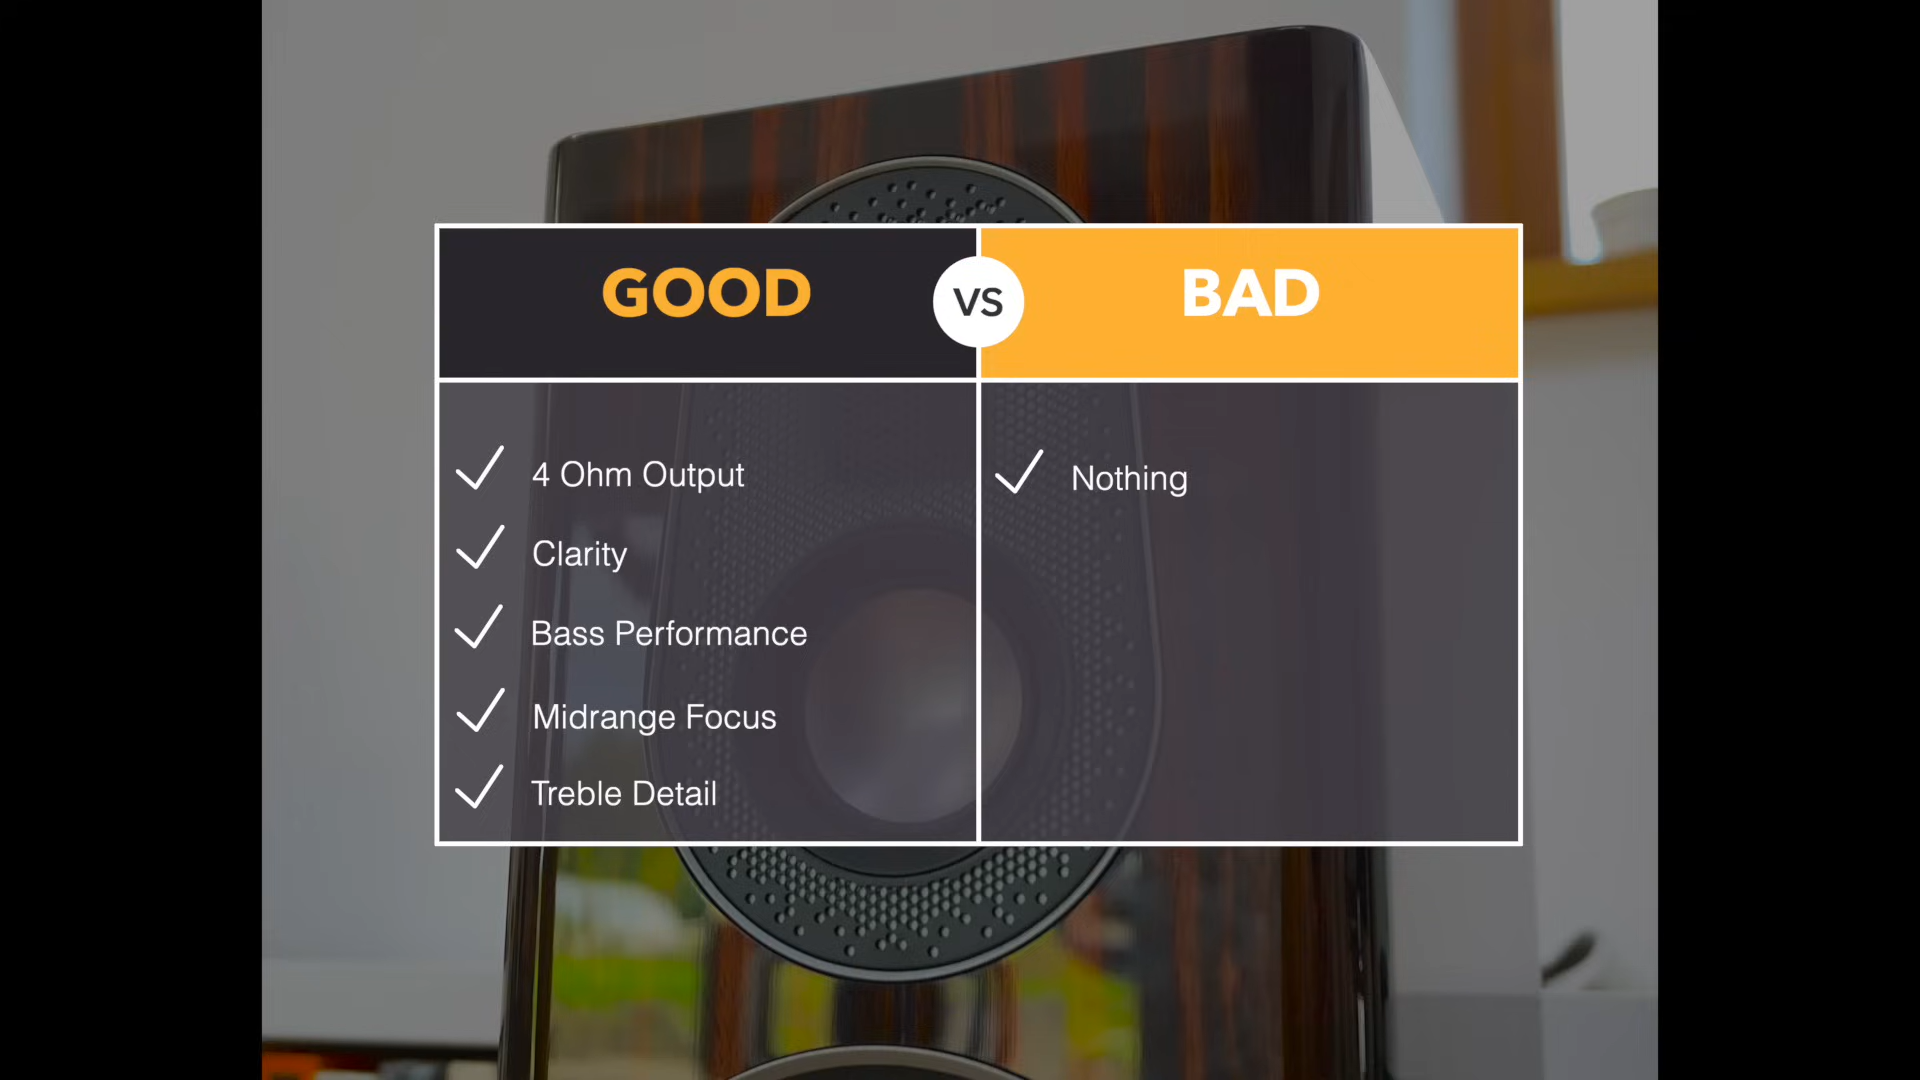 GOOD
VS
BAD
4 Ohm Output
Clarity
Bass Performance
Midrange Focus
Treble Detail
Nothing